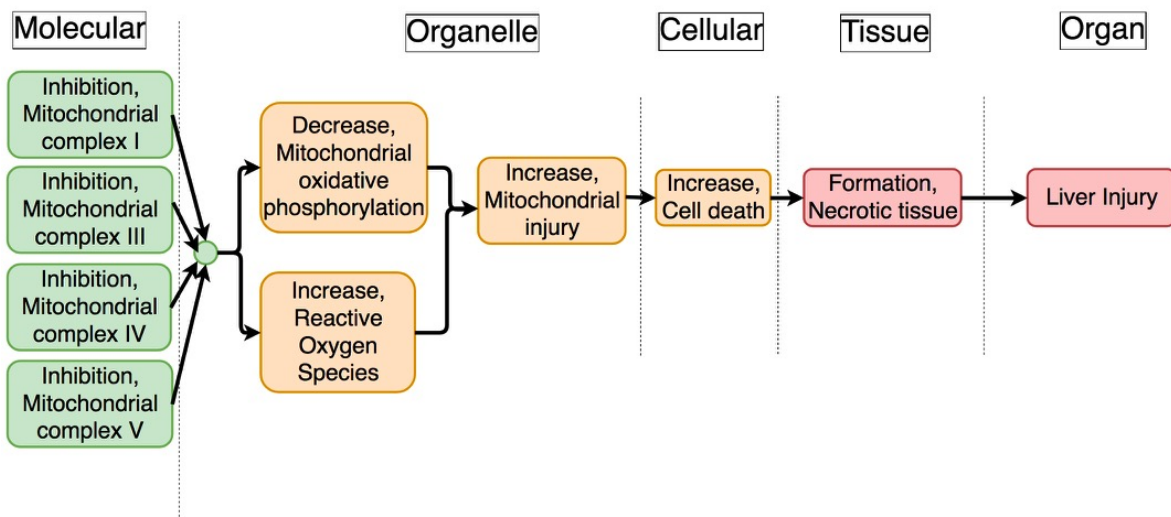 Molecular
Organelle
Cellular
Tissue
Organ
Inhibition,
Mitochondrial
complex I
Inhibition,
Mitochondrial
complex III
Inhibition,
Mitochondrial
complex IV
Inhibition,
Mitochondrial
complex V
Decrease,
Mitochondrial
oxidative
phosphorylation
Increase,
Reactive
Oxygen
Species
Increase,
Mitochondrial
injury
Increase,
Cell death
Formation,
Necrotic tissue
Liver Injury